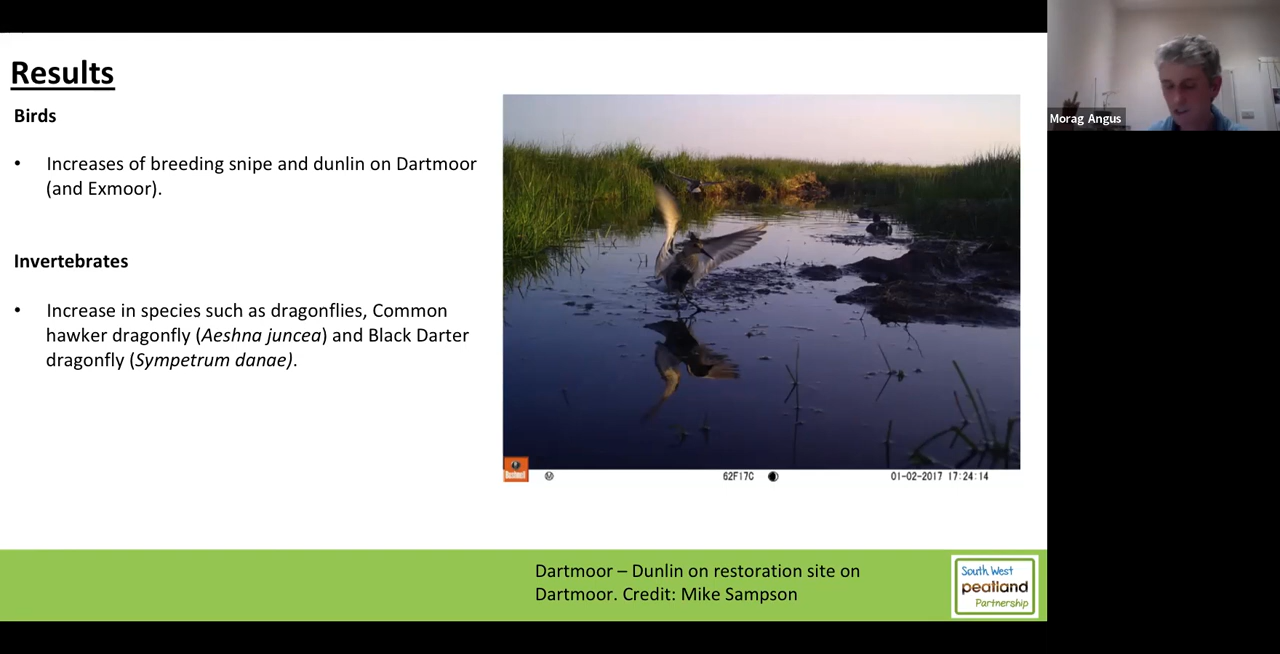 Results
Birds
• Increases of breeding snipe and dunlin on Dartmoor
(and Exmoor).
Invertebrates
• Increase in species such as dragonflies, Common
hawker dragonfly (Aeshna juncea) and Black Darter
dragonfly (Sympetrum danae).
Bushnell
62F17C
01-02-2017 17:24:14
Dartmoor – Dunlin on restoration site on
Dartmoor. Credit: Mike Sampson
South West
peatland
Partnership
Morag Angus